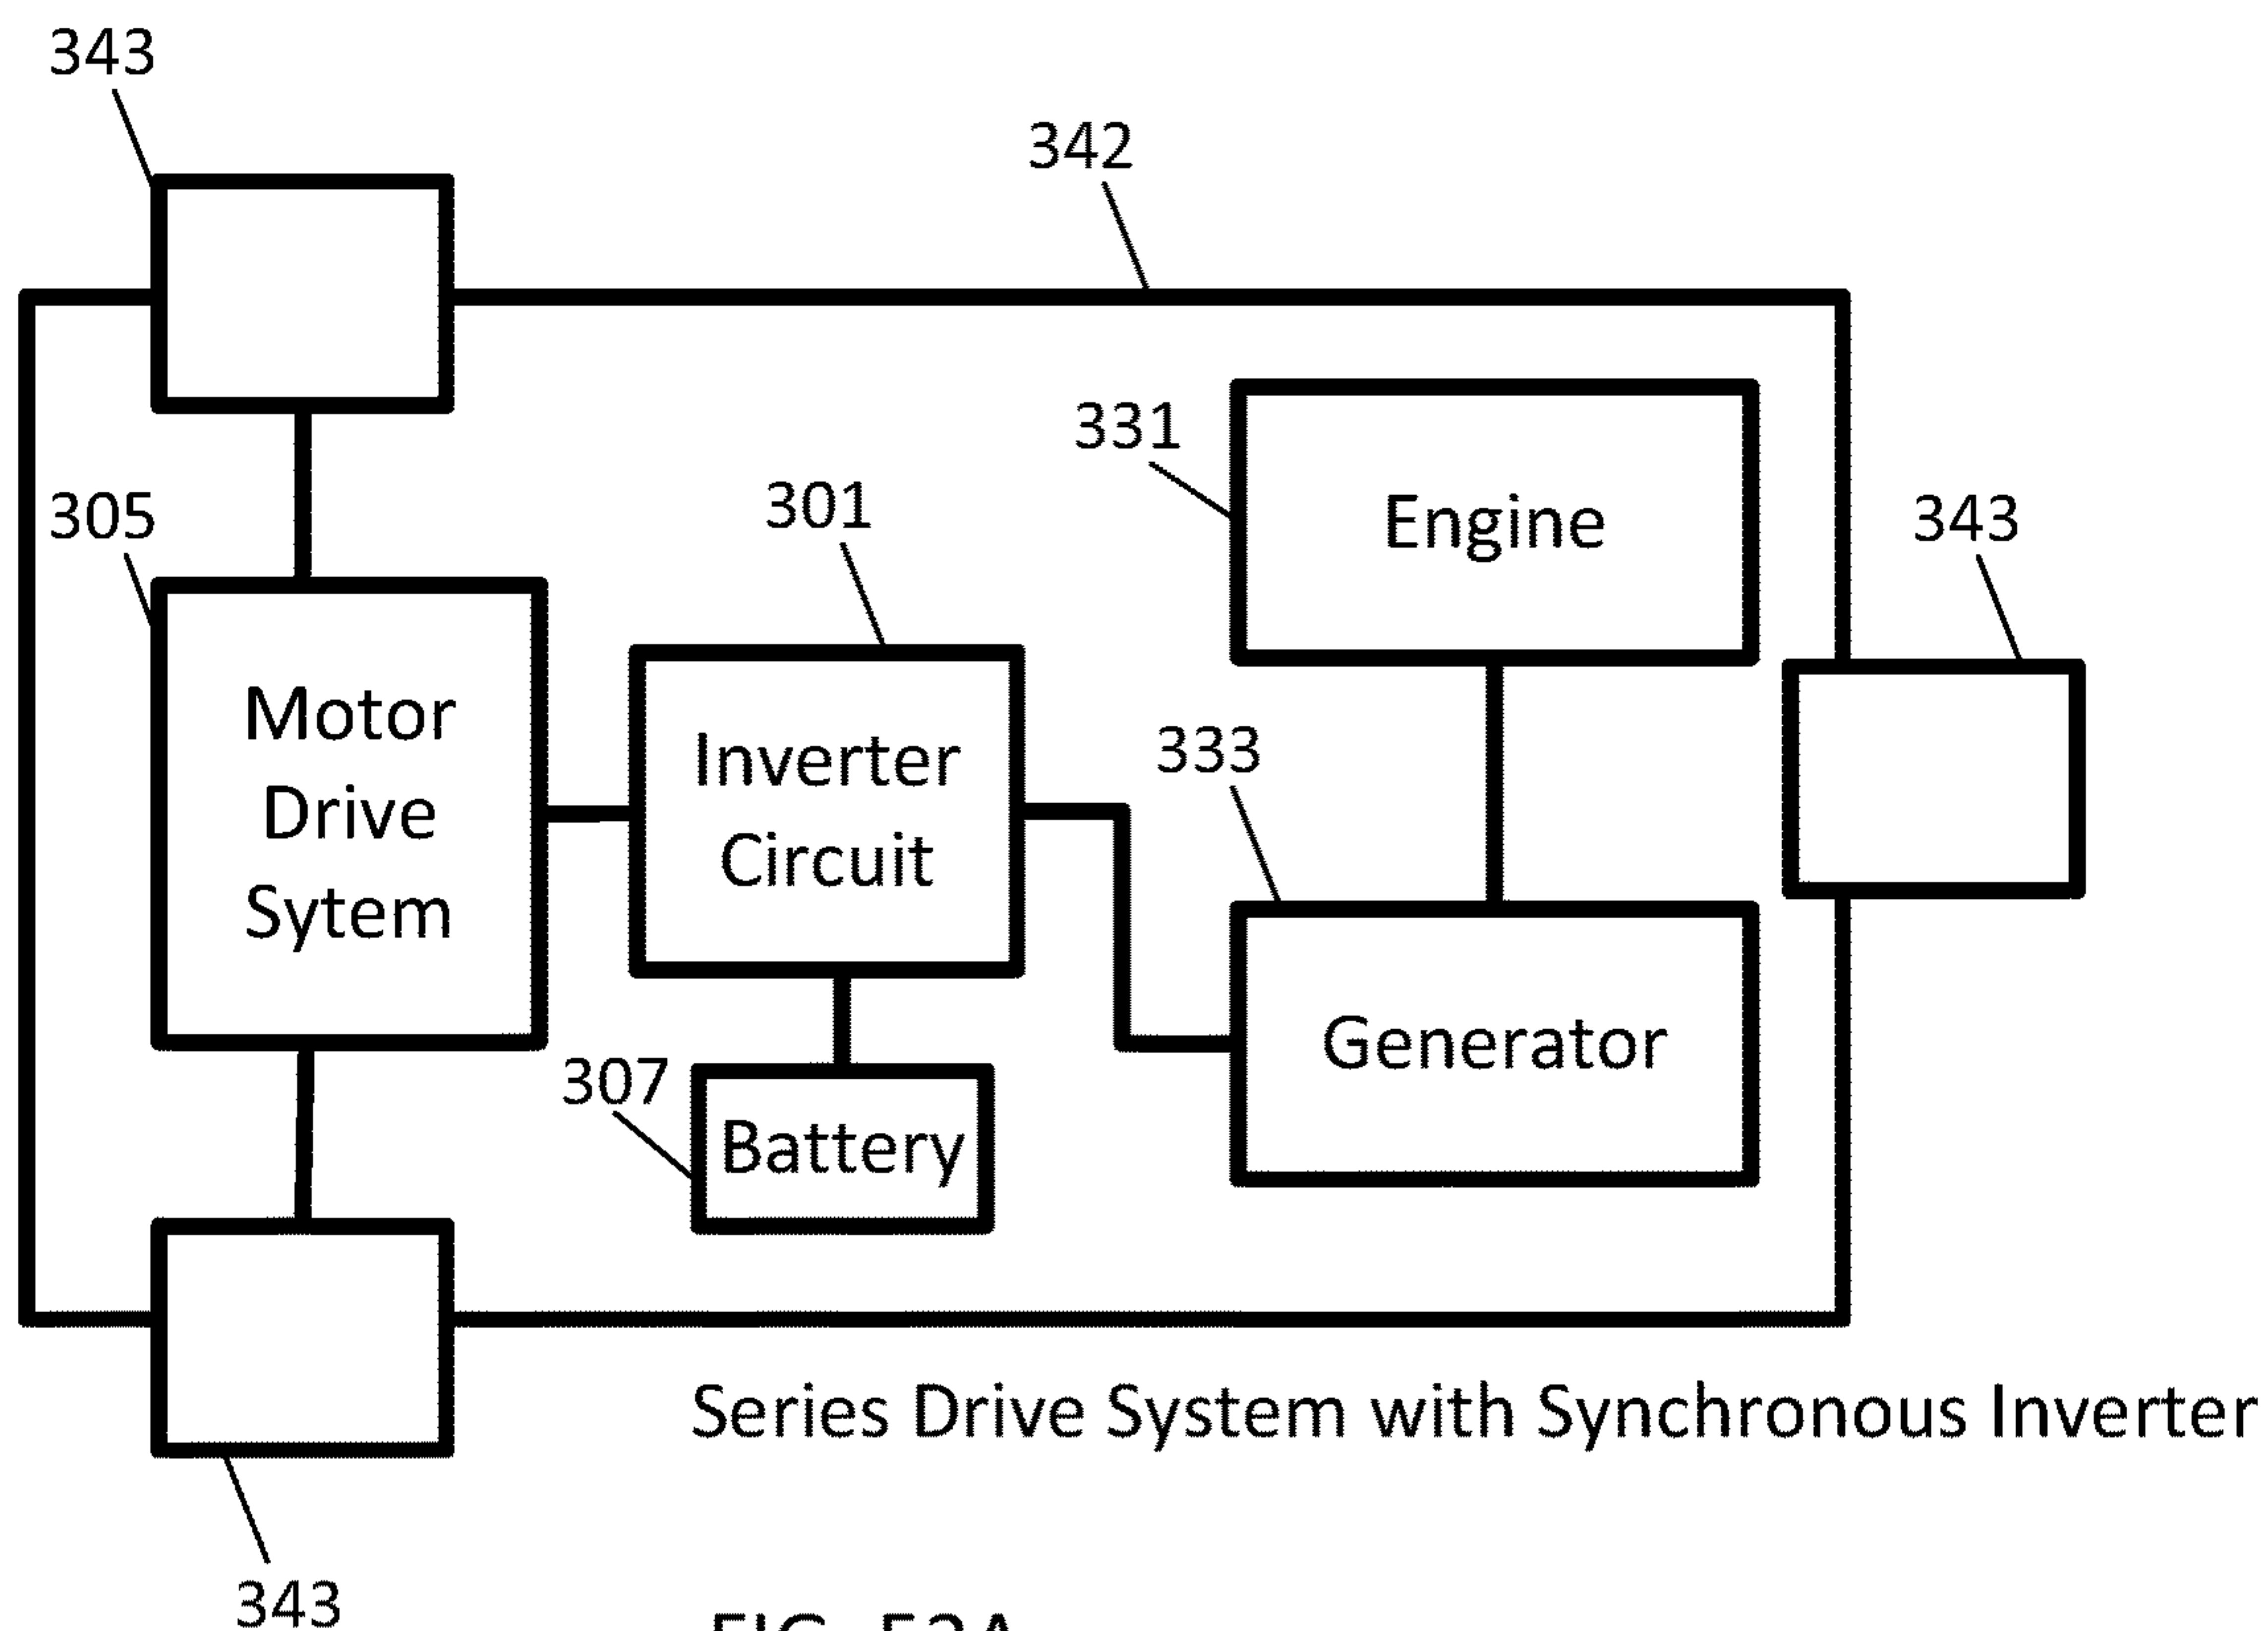 343
342
331
Engine
343
305
301
Motor
Drive
Sytem
Inverter
Circuit
333
Generator
307
Battery
Series Drive System with Synchronous Inverter
343